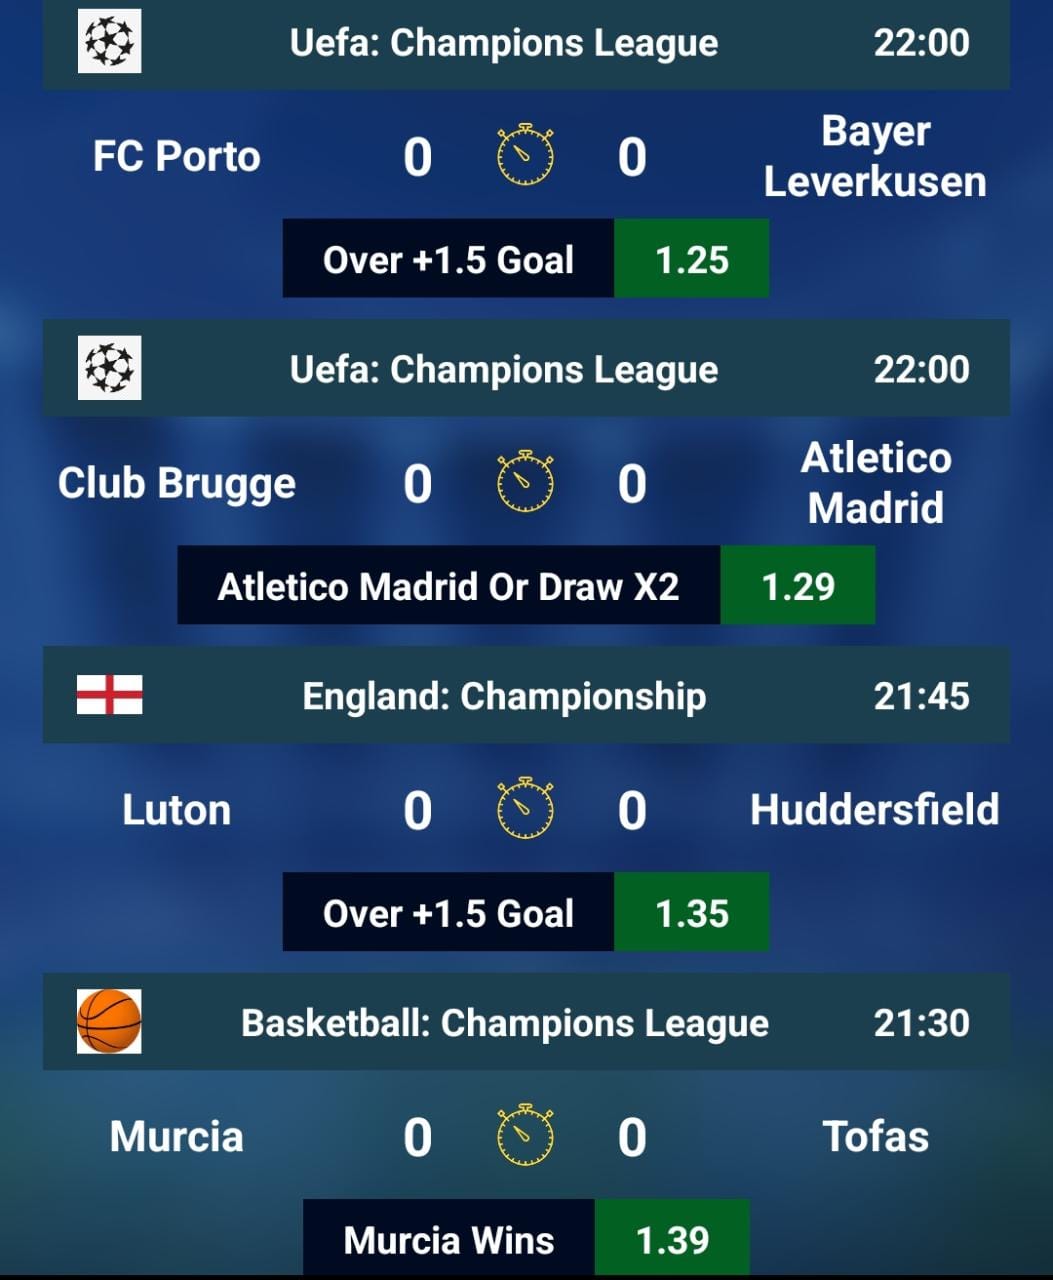 Uefa: Champions League 22:00
FC Porto 0 0 Bayer
Leverkusen
Over +1.5 Goal 1.25
Uefa: Champions League 22:00
Club Brugge 0 0 Atletico
Madrid
Atletico Madrid Or Draw X2 1.29
England: Championship 21:45
Luton 0 0 Huddersfield
Over +1.5 Goal 1.35
Basketball: Champions League 21:30
Murcia 0 0 Tofas
Murcia Wins 1.39